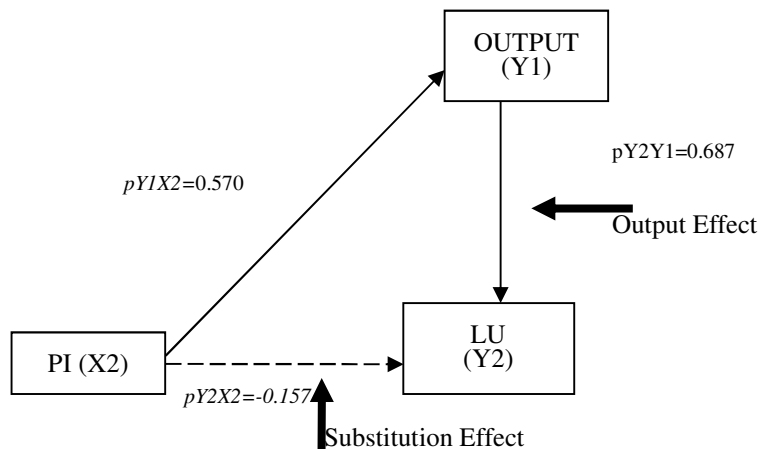 OUTPUT
(Y1)
pY2Y1=0.687
pY1X2=0.570
Output Effect
LU
(Y2)
PI (X2)
pY2X2=-0.157
Substitution Effect